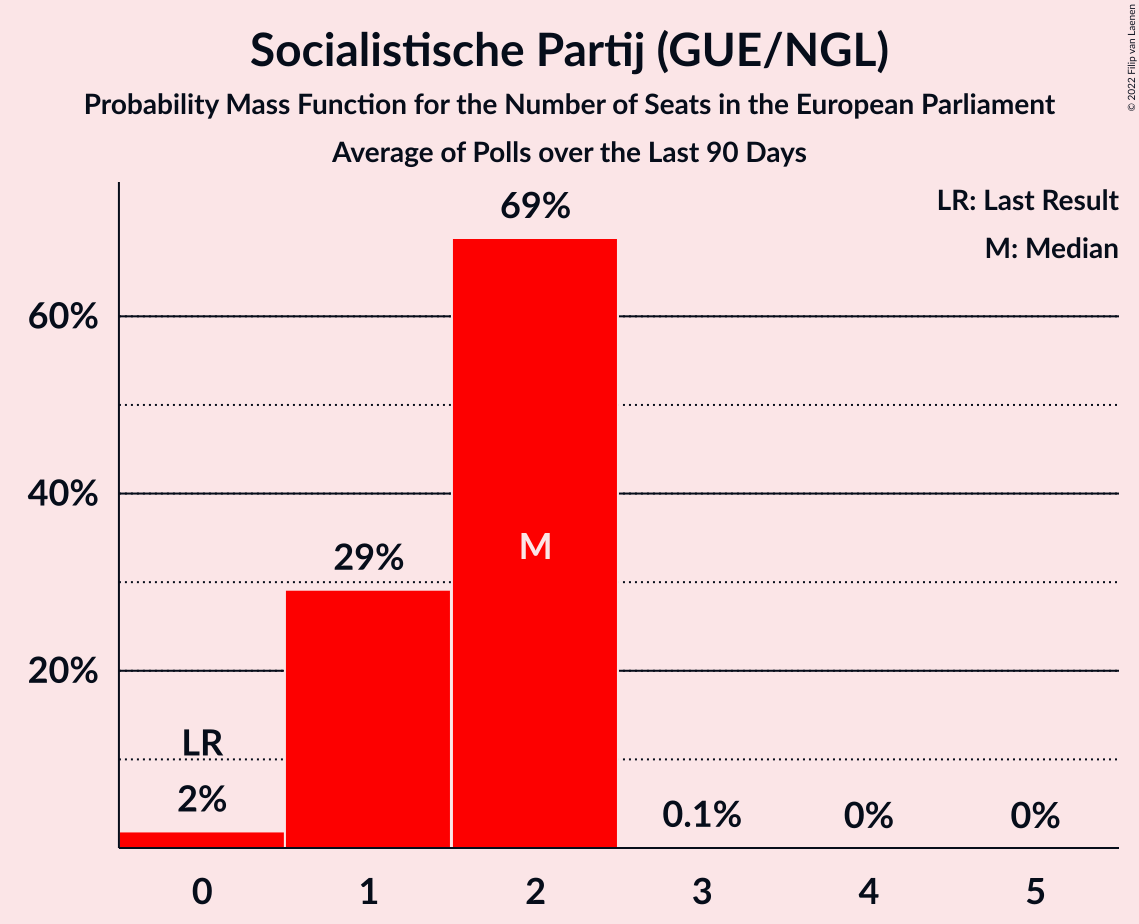 Socialistische Partij (GUE/NGL)
Probability Mass Function for the Number of Seats in the European Parliament
Average of Polls over the Last 90 Days
© 2022 Filip van Laenen
LR: Last Result
M: Median
69%
60%
40%
29%
M
20%
LR
2%
0.1%
0%
0%
0 1 2 3 4 5